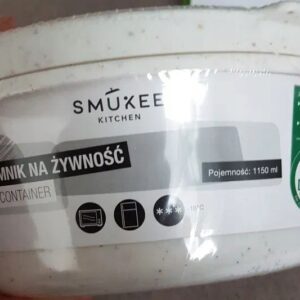 SMUKEE
KITCHEN
MNIK NA ŻYWNOŚĆ
CONTAINER
Pojemność: 1150 ml